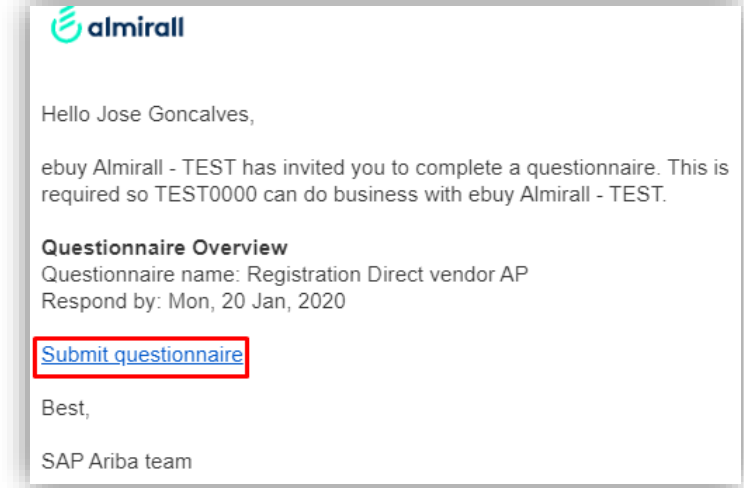 almirall
Hello Jose Goncalves,
ebuy Almirall - TEST has invited you to complete a questionnaire. This is
required so TEST0000 can do business with ebuy Almirall - TEST.
Questionnaire Overview
Questionnaire name: Registration Direct vendor AP
Respond by: Mon, 20 Jan, 2020
Submit questionnaire
Best,
SAP Ariba team